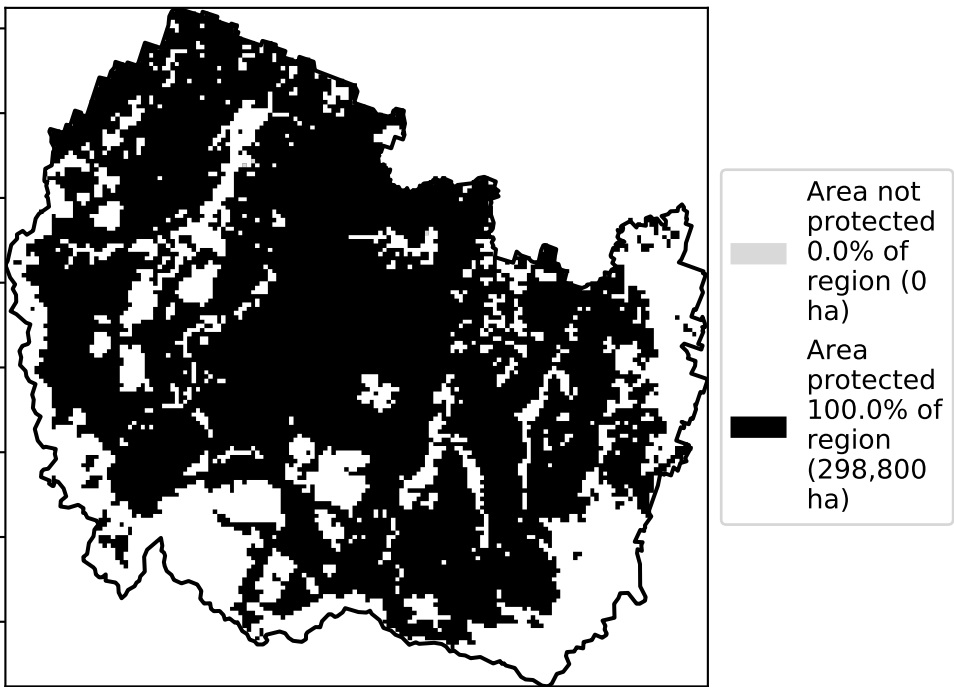 Area not
protected
0.0% of
region (0
ha)
Area
protected
100.0% of
region
(298,800
ha)